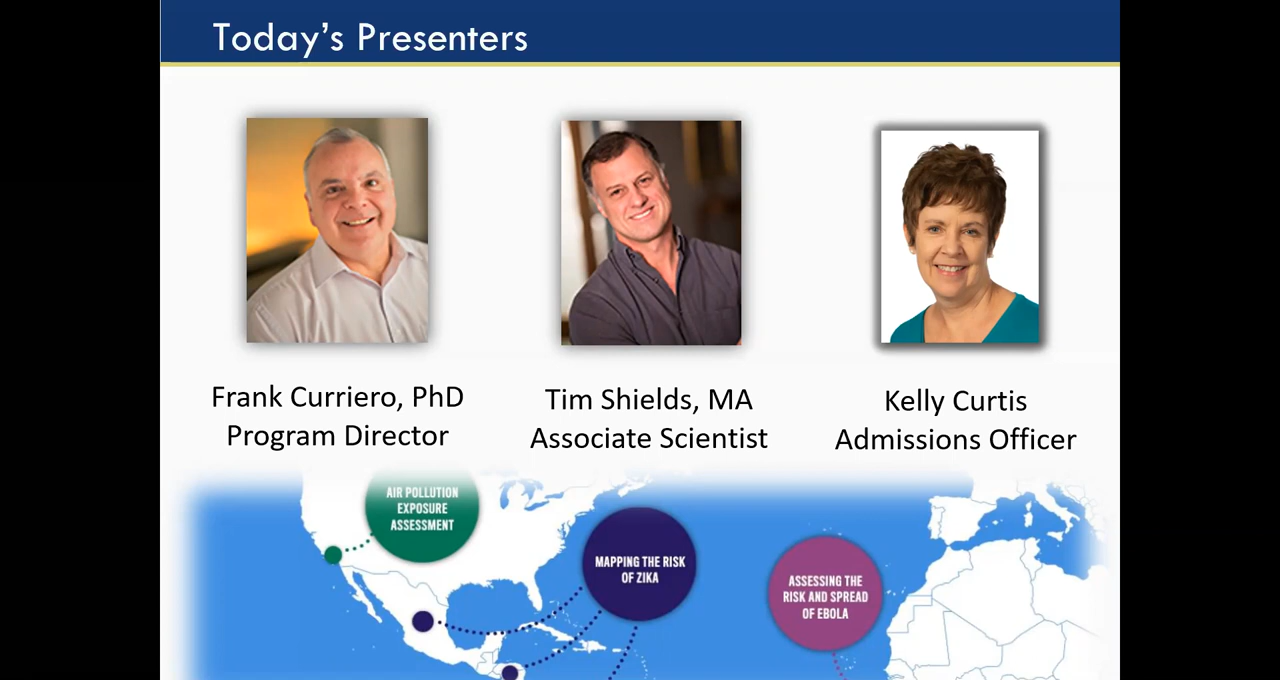 Today’s Presenters
Frank Curriero, PhD
Program Director
Tim Shields, MA
Associate Scientist
Kelly Curtis
Admissions Officer
AIR POLLUTION
EXPOSURE
ASSESSMENT
MAPPING THE RISK
OF ZIKA
ASSESSING THE
RISK AND SPREAD
OF EBOLA